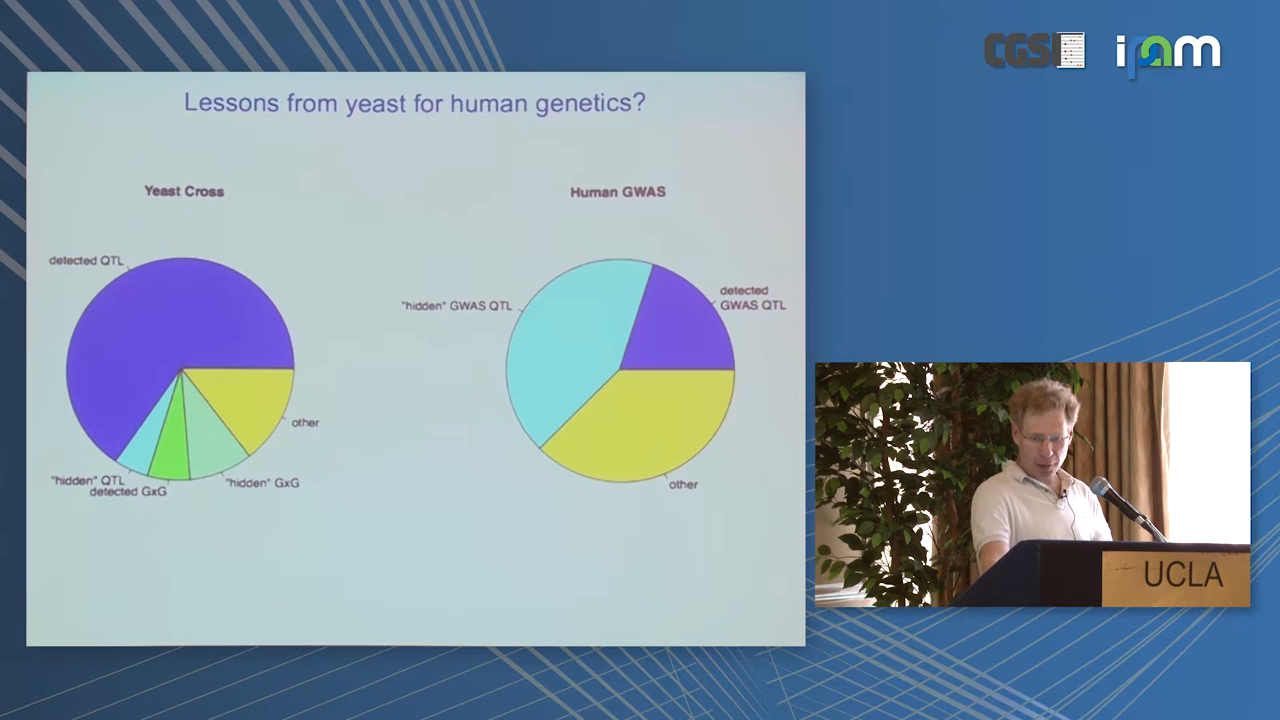 CGSI
ipam
Lessons from yeast for human genetics?
Yeast Cross
Human GWAS
detected QTL
"hidden" GWAS QTL
detected
GWAS QTL
other
"hidden" QTL
detected GxG
"hidden" GxG
other
UCLA